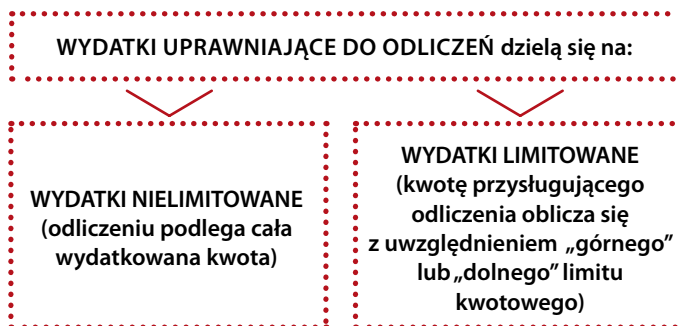 WYDATKI UPRAWNIAJĄCE DO ODLICZEŃ dzielą się na:
WYDATKI NIELIMITOWANE
(odliczeniu podlega cała
wydatkowana kwota)
WYDATKI LIMITOWANE
(kwotę przysługującego
odliczenia oblicza się
z uwzględnieniem „górnego”
lub „dolnego” limitu
kwotowego)